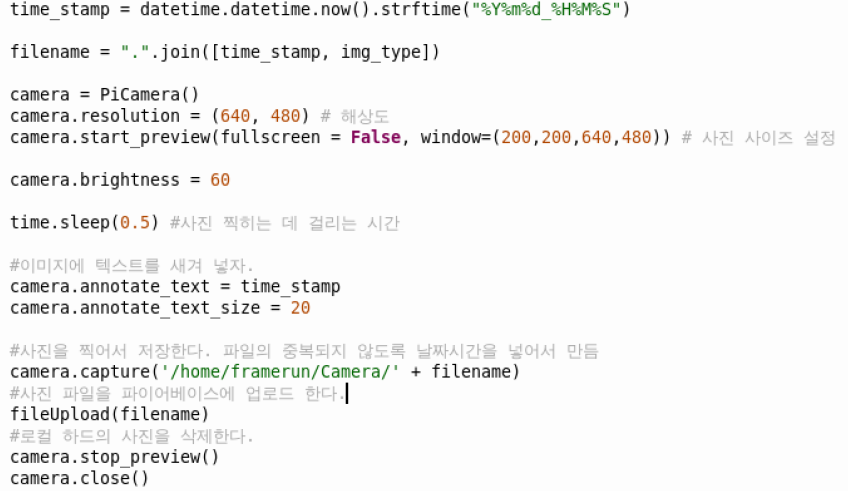 time_stamp = datetime.datetime.now().strftime("%Y%m%d_%H%M%S")
filename = ".".join([time_stamp, img_type])
camera = PiCamera()
camera.resolution = (640, 480) # 해상도
camera.start_preview(fullscreen = False, window=(200,200,640,480)) # 사진 사이즈 설정
camera.brightness = 60
time.sleep(0.5) #사진 찍히는 데 걸리는 시간
#이미지에 텍스트를 새겨 넣자.
camera.annotate_text = time_stamp
camera.annotate_text_size = 20
#사진을 찍어서 저장한다. 파일의 중복되지 않도록 날짜시간을 넣어서 만듬
camera.capture('/home/framerun/Camera/' + filename)
#사진 파일을 파이어베이스에 업로드 한다.
fileUpload(filename)
#로컬 하드의 사진을 삭제한다.
camera.stop_preview()
camera.close()